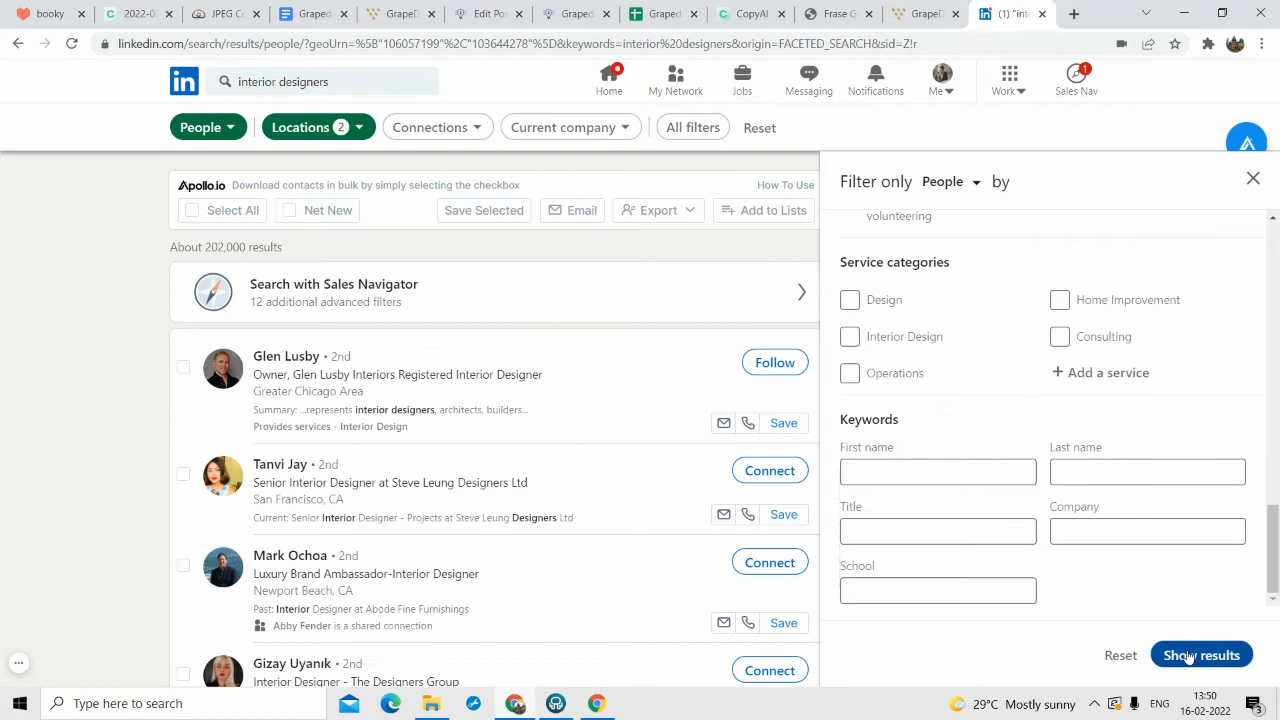 booky
2022-03
JPEG C
Graped
GrapeD
Edit Po
Graped
Graped
CopyAI
Frase G
GrapeD
(1) "inte
linkedin.com/search/results/people/?geoUrn=%5B"106057199"%2C"103644278"%5D&keywords=interior%20designers&origin=FACETED_SEARCH&sid=Z!r
in
interior designers
Home
My Network
Jobs
Messaging
Notifications
Me
Work
1
Sales Nav
People
Locations 2
Connections
Current company
All filters
Reset
Apollo.io Download contacts in bulk by simply selecting the checkbox
How To Use
Select All
Net New
Save Selected
Email
Export
Add to Lists
About 202,000 results
Search with Sales Navigator
12 additional advanced filters
Glen Lusby • 2nd
Owner, Glen Lusby Interiors Registered Interior Designer
Greater Chicago Area
Summary: ...represents interior designers, architects, builders...
Provides services - Interior Design
Follow
Save
Tanvi Jay • 2nd
Senior Interior Designer at Steve Leung Designers Ltd
San Francisco, CA
Current: Senior Interior Designer - Projects at Steve Leung Designers Ltd
Connect
Save
Mark Ochoa • 2nd
Luxury Brand Ambassador-Interior Designer
Newport Beach, CA
Past: Interior Designer at Abode Fine Furnishings
Abby Fender is a shared connection
Connect
Save
Gizay Uyanık • 2nd
Interior Designer - The Designers Group
Connect
Filter only People by
volunteering
Service categories
Design
Home Improvement
Interior Design
Consulting
Operations
+ Add a service
Keywords
First name
Last name
Title
Company
School
Reset
Show results
Type here to search
29°C Mostly sunny
ENG
13:50
16-02-2022
3